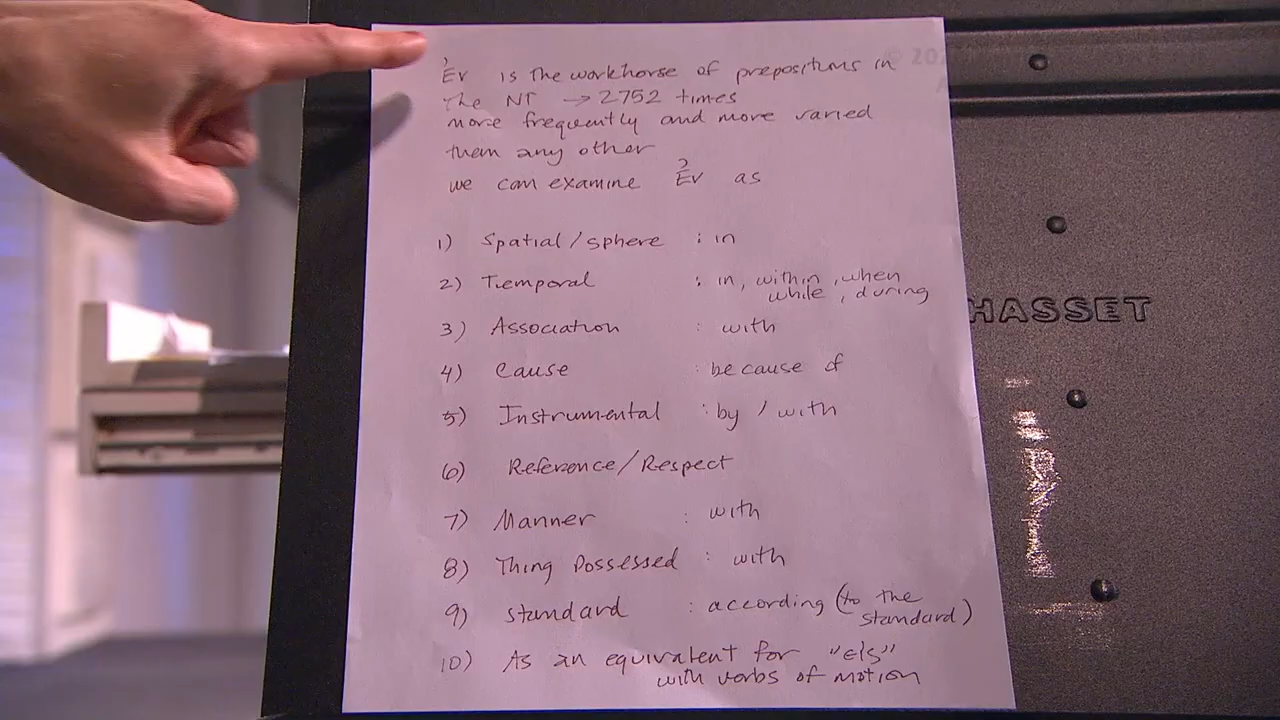 Ἐν is the workhorse of prepositions in
the NT → 2752 times
more frequently and more varied
them any other
we can examine Ἐν as
1) Spatial/sphere : in
2) Temporal : in, within, when
while, during
3) Association : with
4) Cause : because of
5) Instrumental : by / with
6) Reference/Respect
7) Manner : with
8) Thing Possessed : with
9) standard : according (to the
standard)
10) As an equivalent for "εἰς"
with verbs of motion
HASSET
© 202